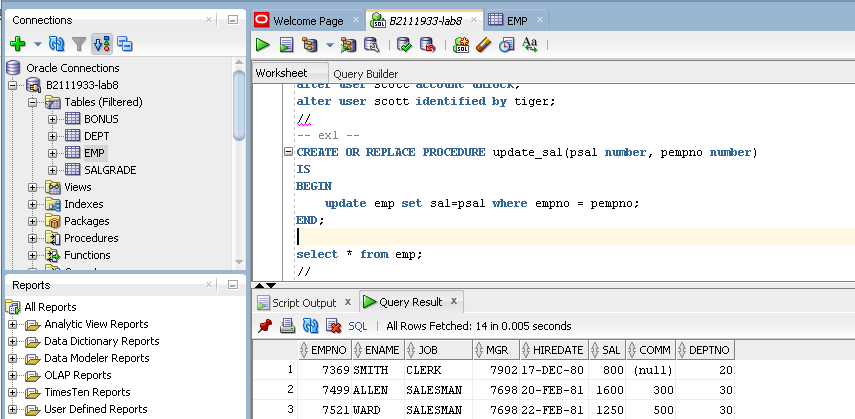 Connections
Oracle Connections
B2111933-lab8
Tables (Filtered)
BONUS
DEPT
EMP
SALGRADE
Views
Indexes
Packages
Procedures
Functions
Reports
All Reports
Analytic View Reports
Data Dictionary Reports
Data Modeler Reports
OLAP Reports
TimesTen Reports
User Defined Reports
Welcome Page
B2111933-lab8
EMP
Worksheet Query Builder
alter user scott account unlock;
alter user scott identified by tiger;
//
-- ex1 --
CREATE OR REPLACE PROCEDURE update_sal(psal number, pempno number)
IS
BEGIN
update emp set sal=psal where empno = pempno;
END;
select * from emp;
//
Script Output x Query Result x
SQL | All Rows Fetched: 14 in 0.005 seconds
EMPNO ENAME JOB MGR HIREDATE SAL COMM DEPTNO
1 7369 SMITH CLERK 7902 17-DEC-80 800 (null) 20
2 7499 ALLEN SALESMAN 7698 20-FEB-81 1600 300 30
3 7521 WARD SALESMAN 7698 22-FEB-81 1250 500 30